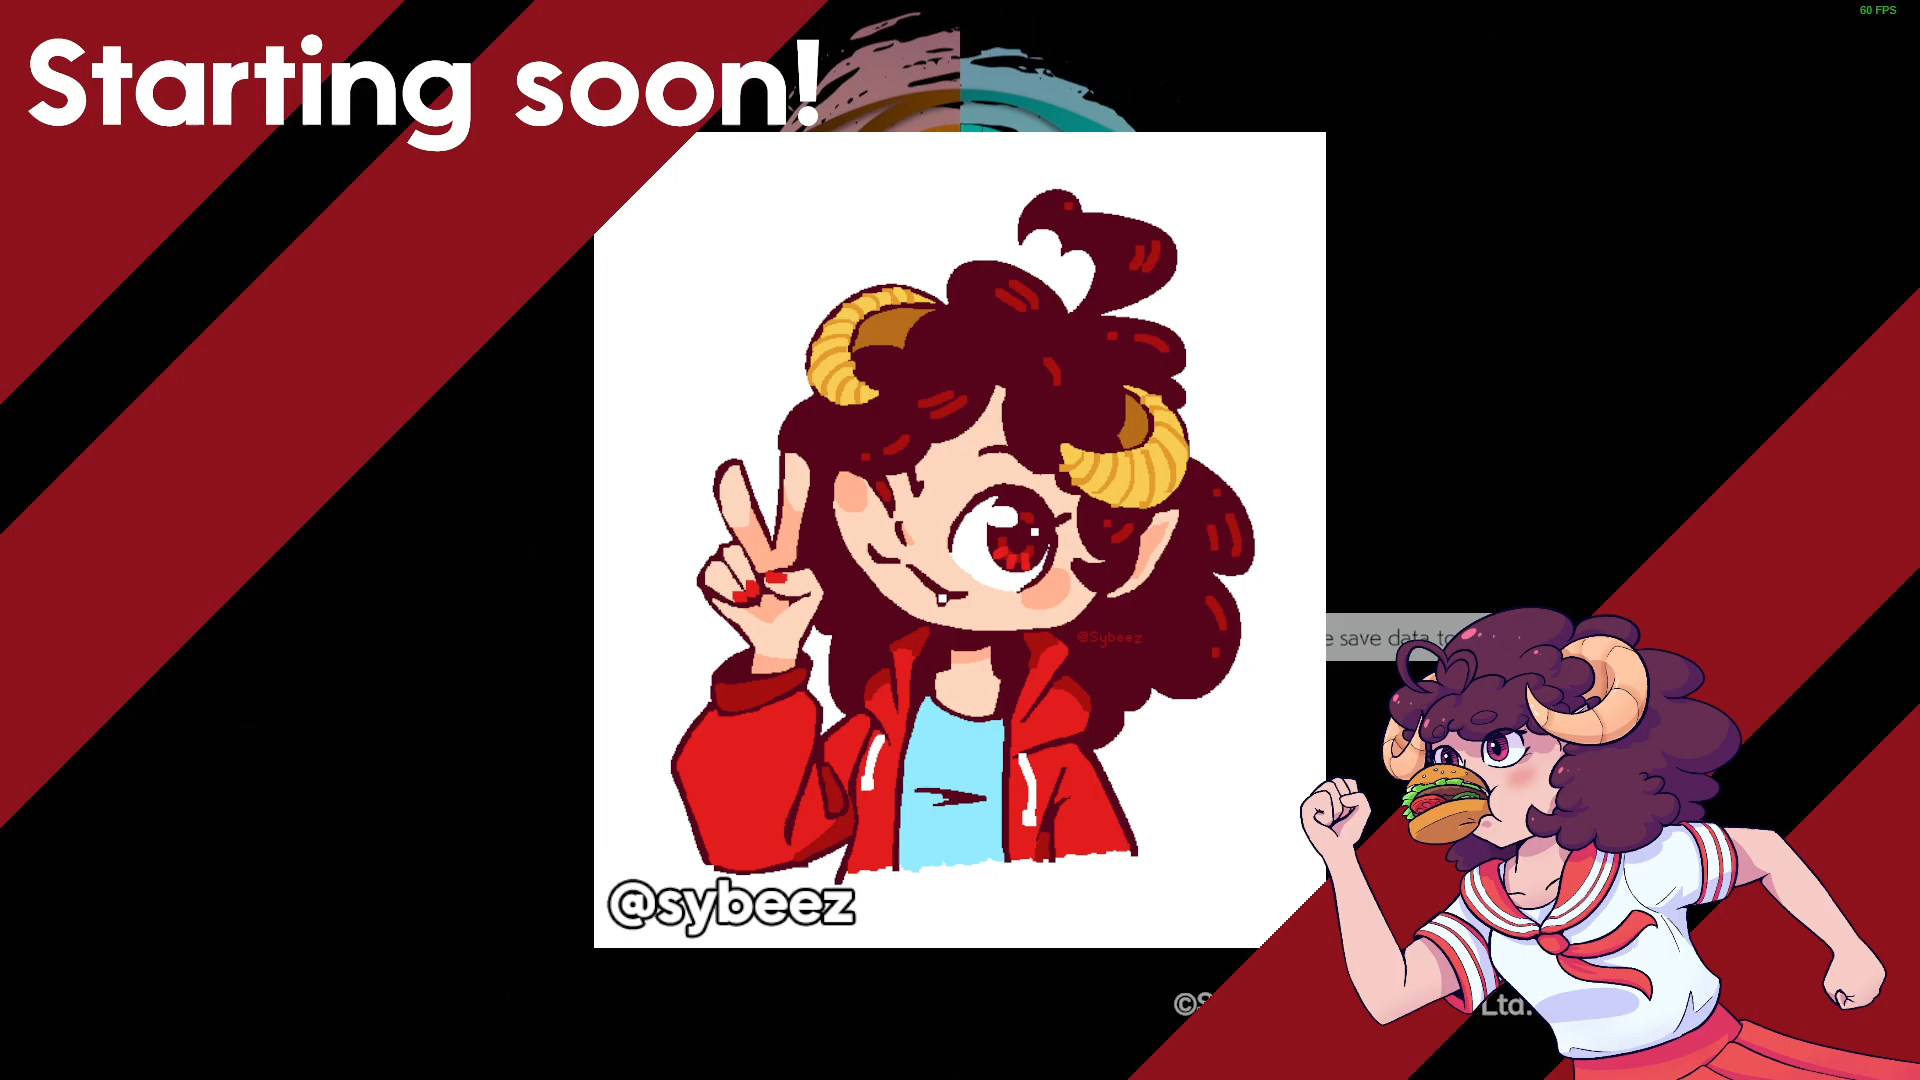 60 FPS
Starting soon!
@Sybeez
save data to
@sybeez
Ltd.